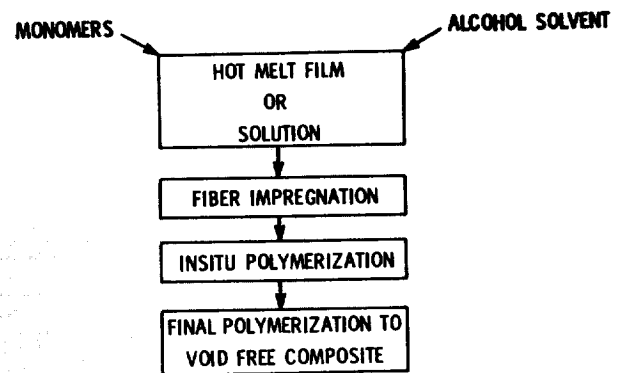 MONOMERS
ALCOHOL SOLVENT
HOT MELT FILM
OR
SOLUTION
FIBER IMPREGNATION
INSITU POLYMERIZATION
FINAL POLYMERIZATION TO
VOID FREE COMPOSITE